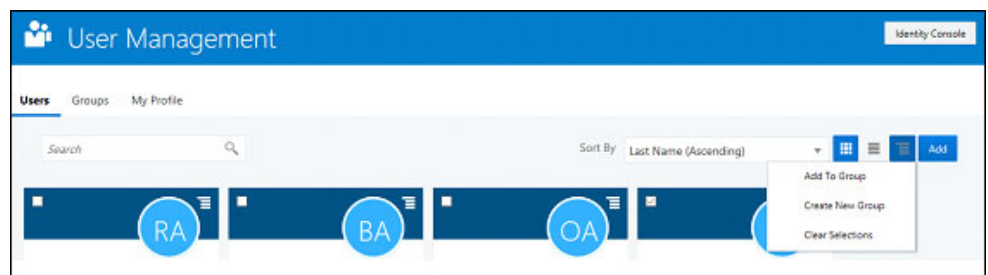 User Management
Identity Console
Users Groups My Profile
Search
Sort By Last Name (Ascending) Add
Add To Group
Create New Group
Clear Selections
RA BA OA